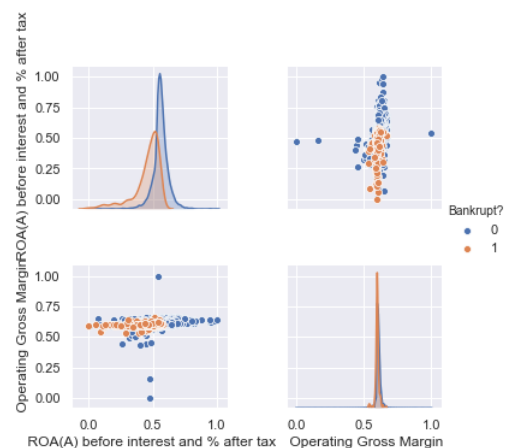 ROA(A) before interest and % after tax
1.00
0.75
0.50
0.25
0.00
Bankrupt?
0
1
Operating Gross Margin
1.00
0.75
0.50
0.25
0.00
0.0 0.5 1.0 0.0 0.5 1.0
ROA(A) before interest and % after tax Operating Gross Margin